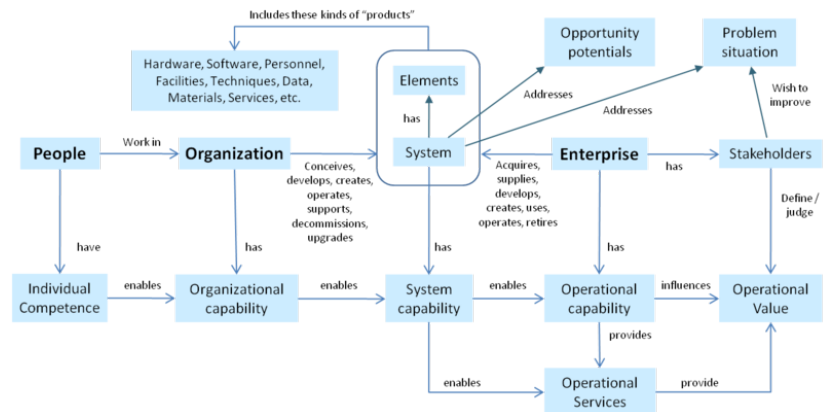 Includes these kinds of “products”
Hardware, Software, Personnel,
Facilities, Techniques, Data,
Materials, Services, etc.
Elements
Opportunity
potentials
Problem
situation
Addresses
Addresses
Wish to
improve
has
People
Work in
Organization
Conceives,
develops, creates,
operates,
supports,
decommissions,
upgrades
System
Acquires,
supplies,
develops,
creates, uses,
operates, retires
Enterprise
has
Stakeholders
Define /
judge
have
has
has
has
Individual
Competence
enables
Organizational
capability
enables
System
capability
enables
Operational
capability
influences
Operational
Value
provides
enables
Operational
Services
provide